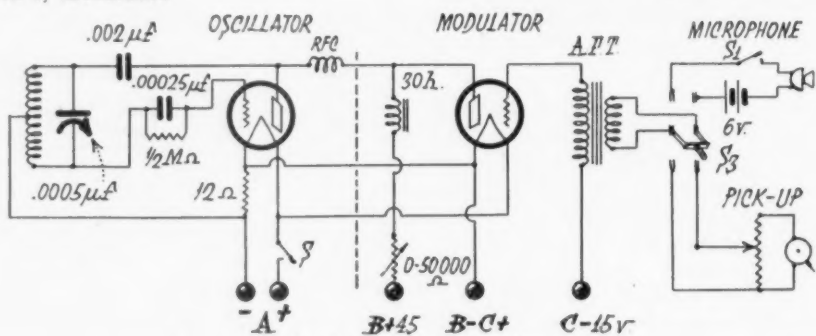 OSCILLATOR
MODULATOR
MICROPHONE
.002µf
RFC
A.F.T.
S1
.00025µf
30h.
6v.
½MΩ
S3
.0005µf
12Ω
PICK-UP
S
0-50000
Ω
- A +
B+45
B-C+
C-15v